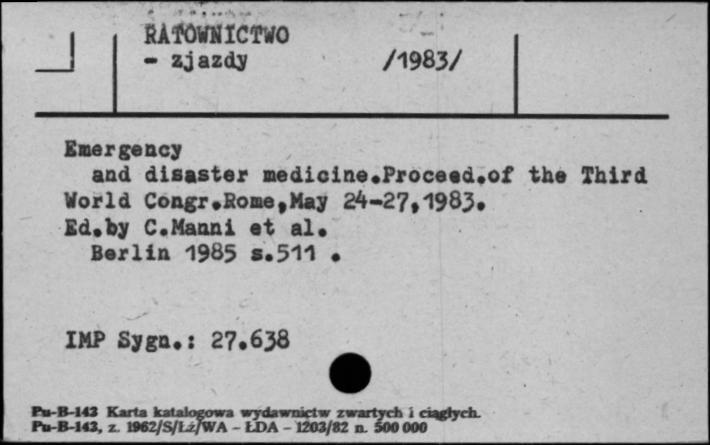 RATOWNICTWO
- zjazdy /1983/
Emergency
and disaster medicine.Proceed.of the Third
World Congr.Rome,May 24-27,1983.
Ed.by C.Manni et al.
Berlin 1985 s.511 .
IMP Sygn.: 27.638
Pu-B-143 Karta katalogowa wydawnictw zwartych i ciągłych.
Pu-B-143, z. 1962/S/Łź/WA - ŁDA - 1203/82 n. 500 000